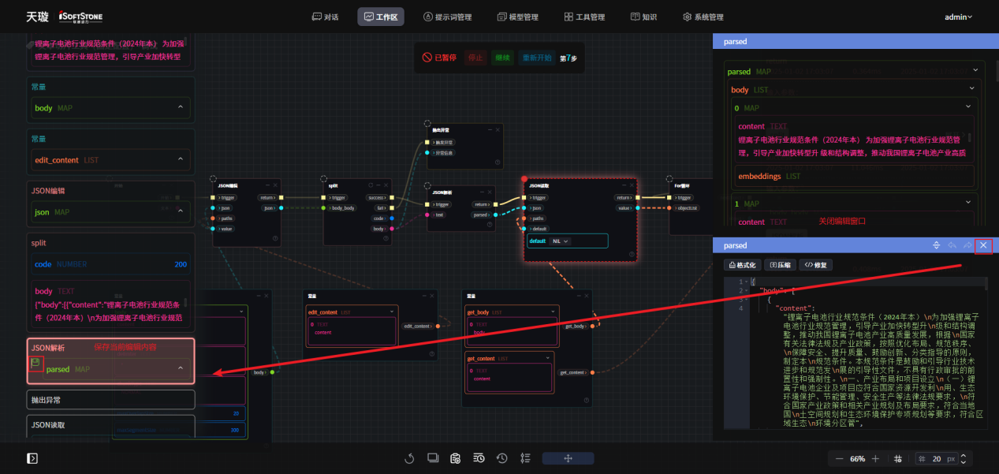 天璇 iSOFTSTONE
对话 工作区 提示词管理 模型管理 工具管理 知识 系统管理 admin
锂离子电池行业规范条件（2024年本） 为加强
锂离子电池行业规范管理，引导产业加快转型
常量
body MAP
常量
edit_content LIST
JSON编辑
json MAP
split
code NUMBER 200
body TEXT
{"body":[{"content":"锂离子电池行业规范条
件（2024年本）\n为加强锂离子电池行业规范
JSON解析 保存当前编辑内容
parsed MAP
抛出异常
JSON读取
已暂停 停止 继续 重新开始 第7步
抛出异常
抛出异常
异常信息
JSON编辑
trigger return
json json
paths
value
split
trigger success
body_body fail
code
body
JSON解析
trigger
return
text parsed
JSON读取
trigger return
json value
paths
default
default NIL
For循环
trigger
objectList
body
20
300
常量
edit_content LIST
0 TEXT
content
edit_content
常量
get_body LIST
0 TEXT
body
get_body
get_content LIST
0 TEXT
content
get_content
parsed
parsed MAP
body LIST
0 MAP
content TEXT
锂离子电池行业规范条件（2024年本） 为加强锂离子电池行业规范管
理，引导产业加快转型升 级和结构调整，推动我国锂离子电池产业高质
embeddings LIST
1 MAP
content TEXT
关闭编辑窗口
parsed
格式化 压缩 修复
1 {
2 "body": [
3 {
4 "content":
"锂离子电池行业规范条件（2024年本）\n为加强锂离子
电池行业规范管理，引导产业加快转型升\n级和结构调
整，推动我国锂离子电池产业高质量发展，根据\n国家
有关法律法规及产业政策，按照优化布局、规范秩序、
\n保障安全、提升质量、鼓励创新、分类指导的原则，
制定本\n规范条件。本规范条件是鼓励和引导行业技术
进步和规范发\n展的引导性文件，不具有行政审批的前
置性和强制性。\n一、产业布局和项目设立\n（一）锂
离子电池企业及项目应符合国家资源开发利\n用、生态
环境保护、节能管理、安全生产等法律法规要求，\n符
合国家产业政策和相关产业规划及布局要求，符合当地
国\n土空间规划和生态环境保护专项规划等要求，符合区
域生态\n环境分区管",
66% 20 px